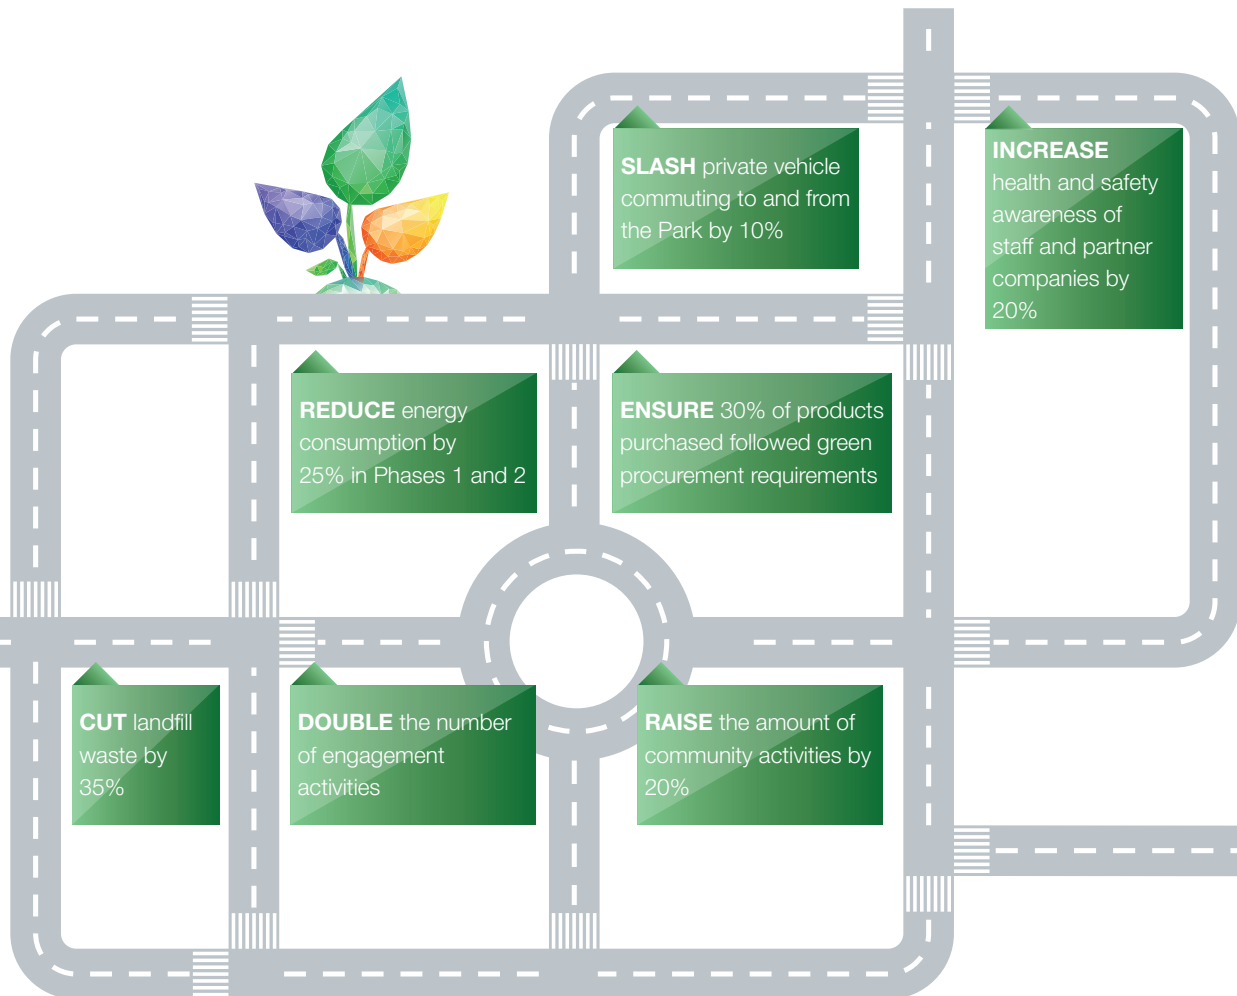 SLASH private vehicle
commuting to and from
the Park by 10%
INCREASE
health and safety
awareness of
staff and partner
companies by
20%
REDUCE energy
consumption by
25% in Phases 1 and 2
ENSURE 30% of products
purchased followed green
procurement requirements
CUT landfill
waste by
35%
DOUBLE the number
of engagement
activities
RAISE the amount of
community activities by
20%